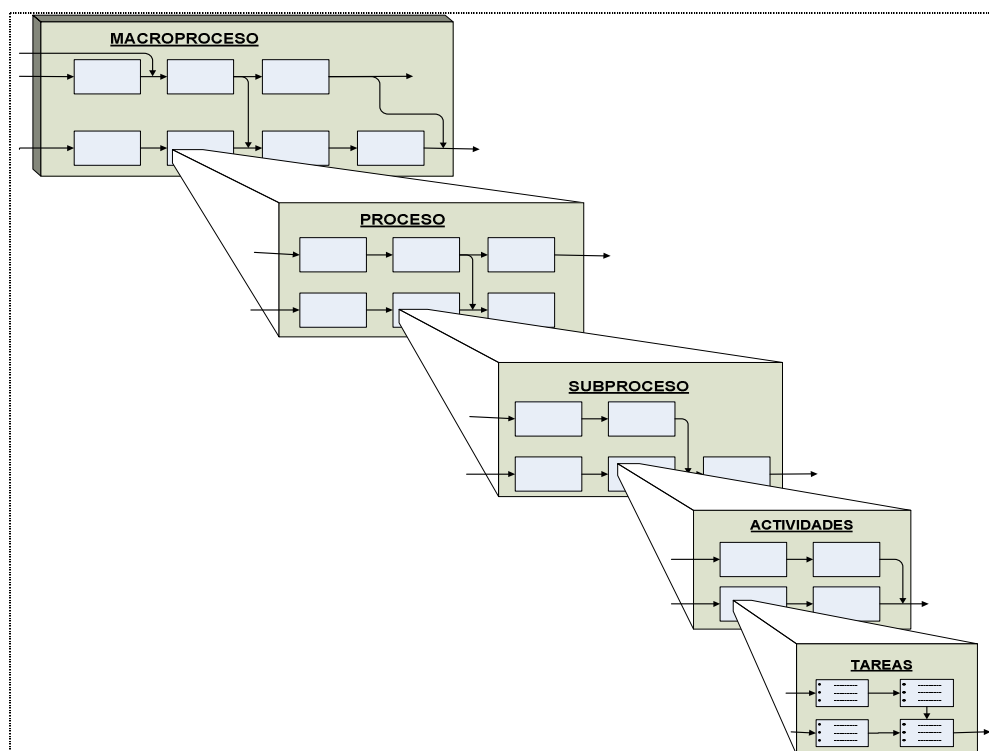 MACROPROCESO
PROCESO
SUBPROCESO
ACTIVIDADES
TAREAS